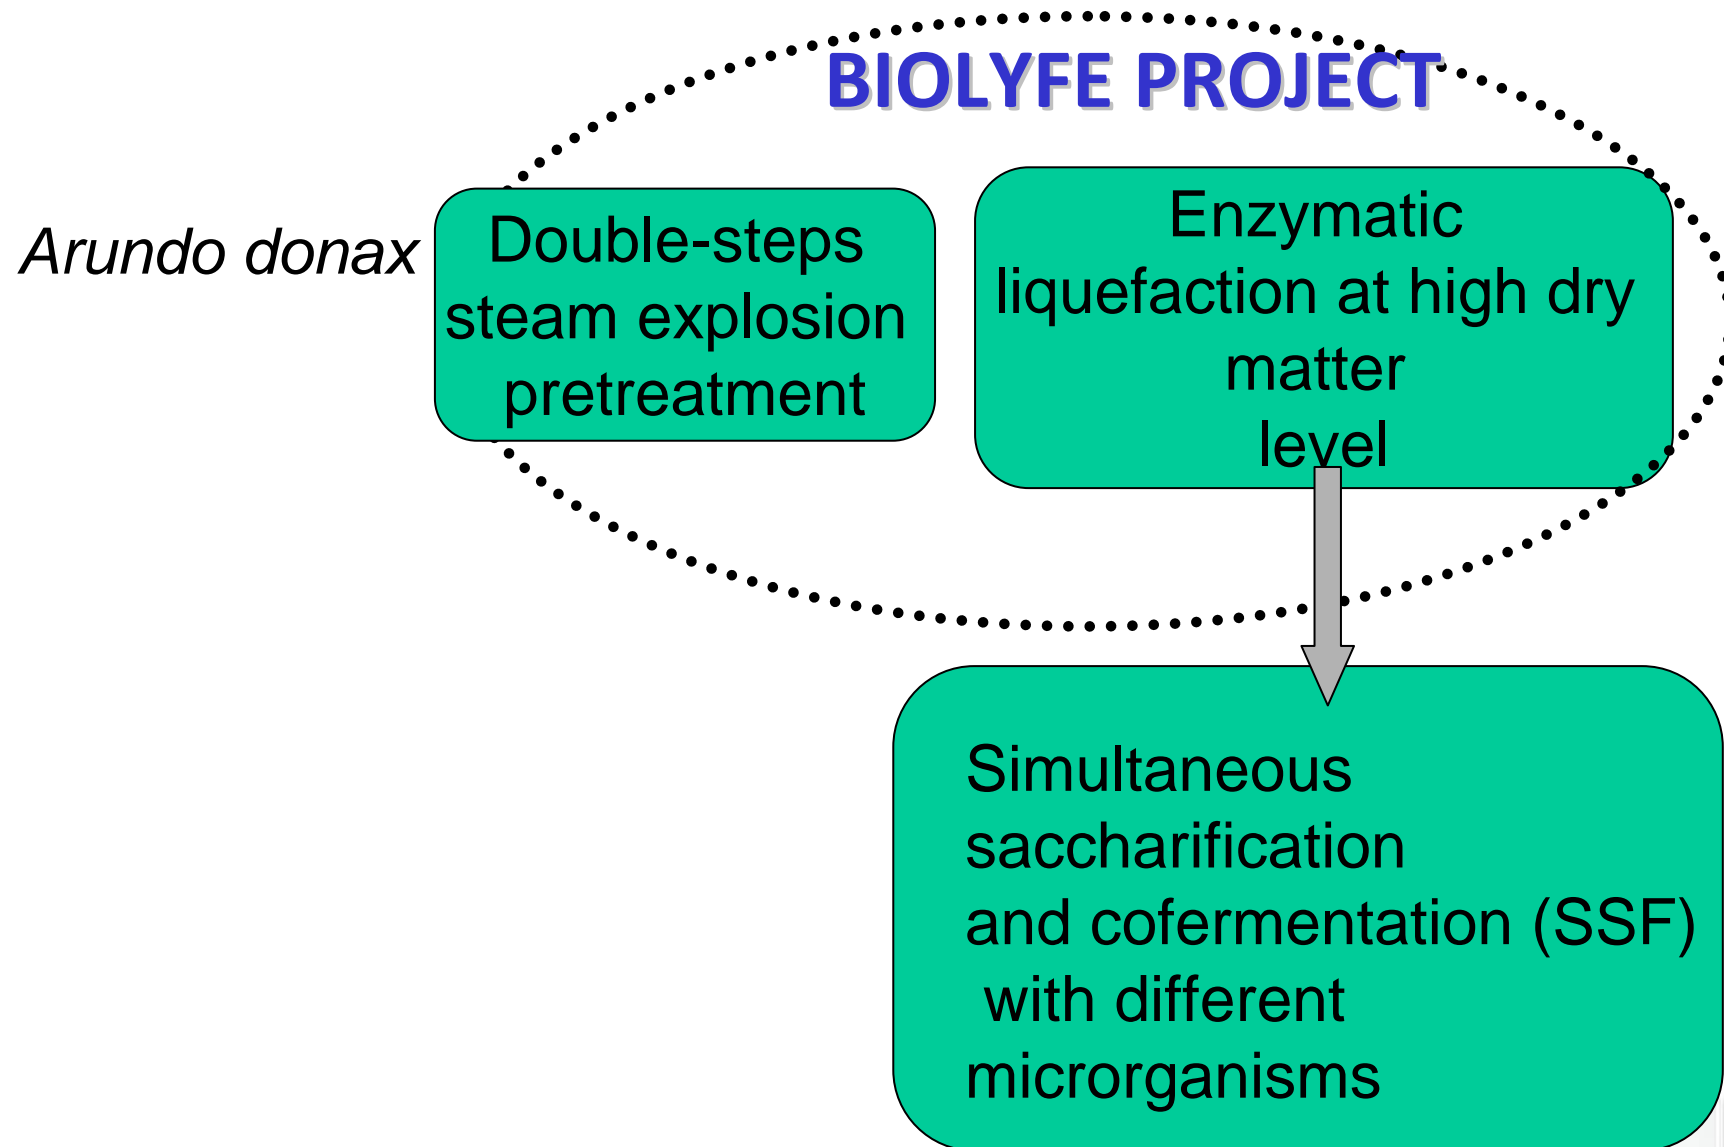 BIOLYFE PROJECT
Arundo donax
Double-steps
steam explosion
pretreatment
Enzymatic
liquefaction at high dry
matter
level
Simultaneous
saccharification
and cofermentation (SSF)
with different
microrganisms